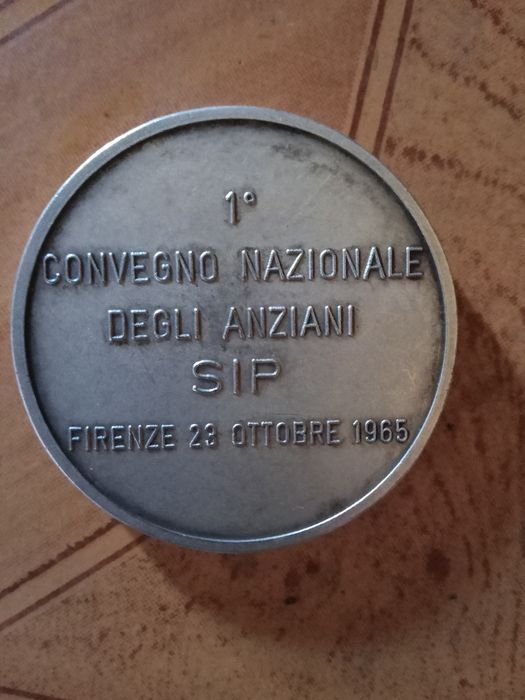 1°
CONVEGNO NAZIONALE
DEGLI ANZIANI
SIP
FIRENZE 23 OTTOBRE 1965